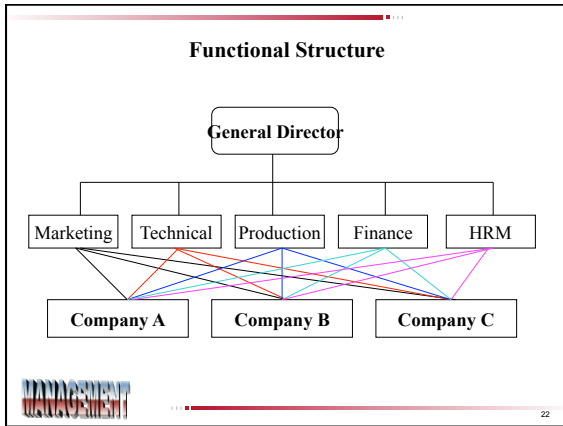 Functional Structure
General Director
Marketing Technical Production Finance HRM
Company A Company B Company C
MANAGEMENT
22